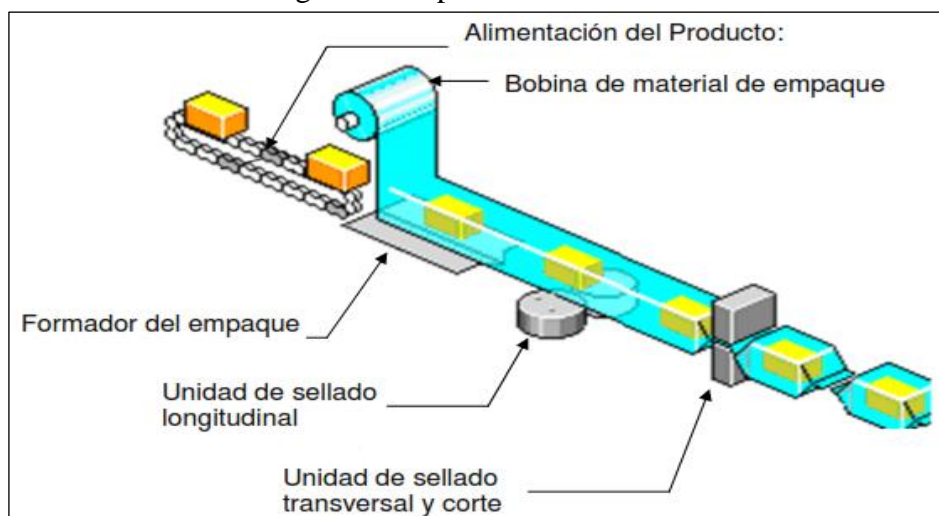 Alimentación del Producto:
Bobina de material de empaque
Formador del empaque
Unidad de sellado
longitudinal
Unidad de sellado
transversal y corte